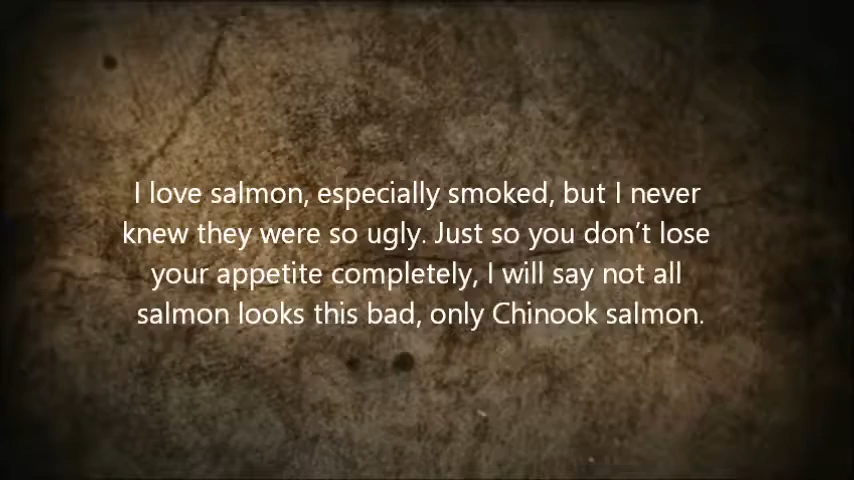 I love salmon, especially smoked, but I never
knew they were so ugly. Just so you don’t lose
your appetite completely, I will say not all
salmon looks this bad, only Chinook salmon.